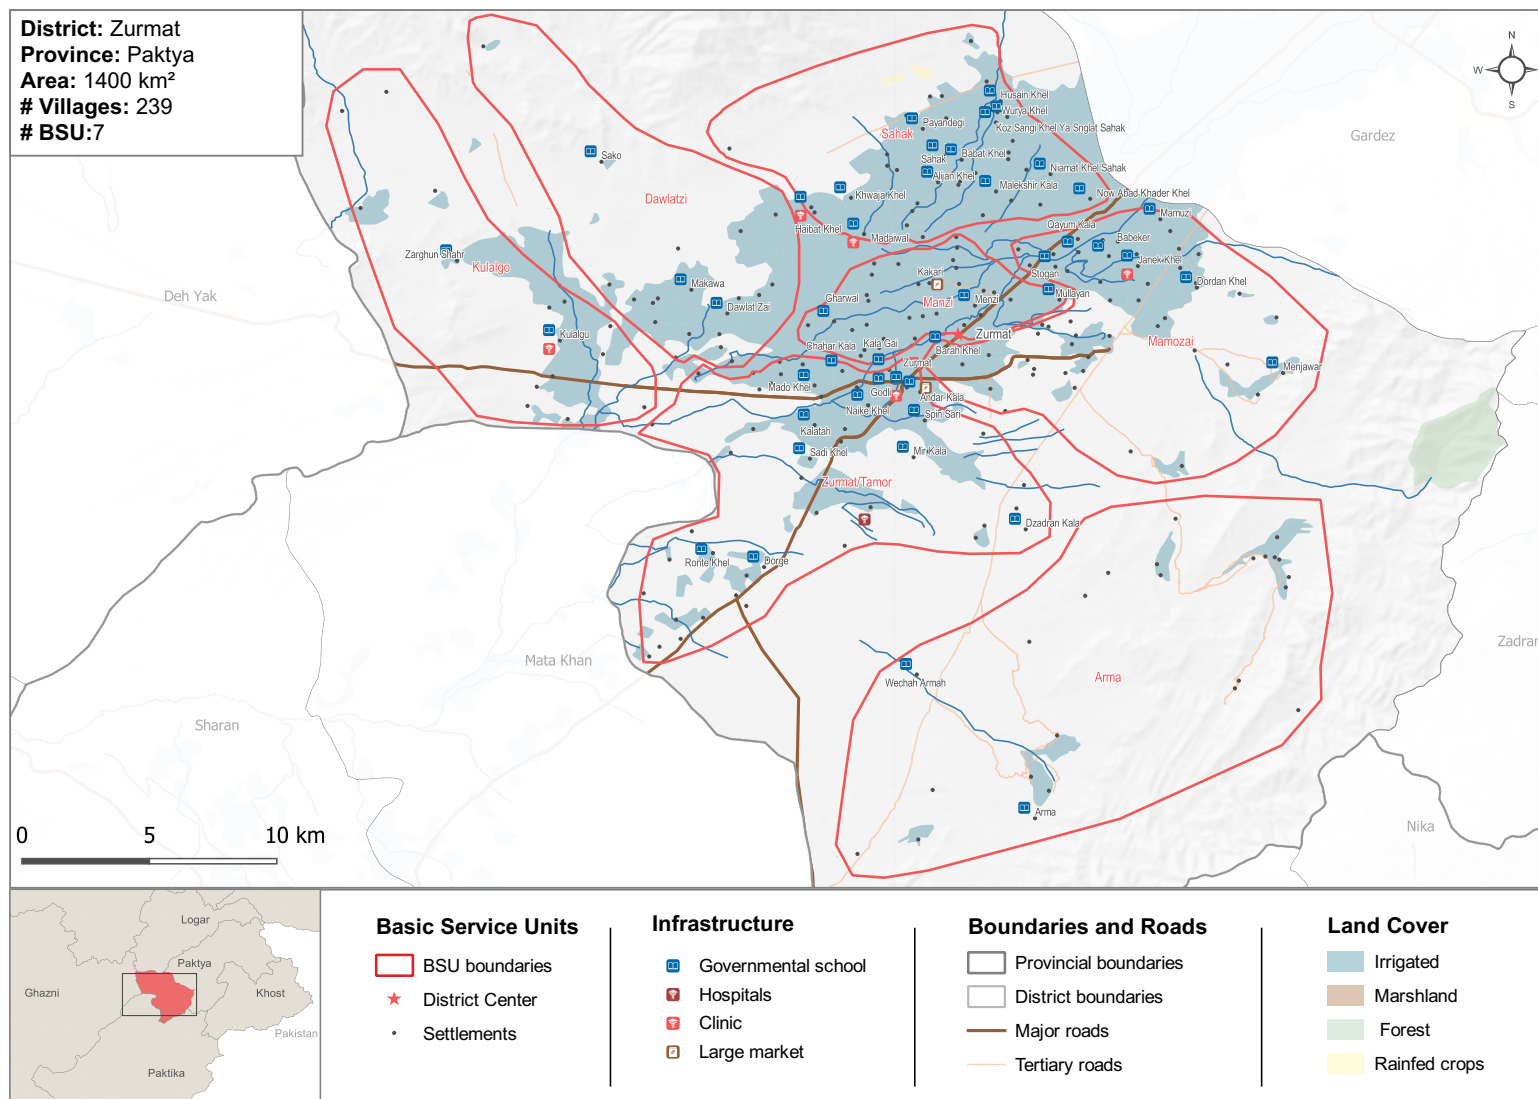 District: Zurmat
Province: Paktya
Area: 1400 km²
# Villages: 239
# BSU:7
N
W
S
Gardez
Husain Khel
Wurya Khel
Payandegi
Koz Sangi Khel Ya Snglat Sahak
Sahak
Sahak
Babat Khel
Sako
Niamat Khel Sahak
Alijan Khel
Malekshir Kala
Now Abad Khader Khel
Khwaja Khel
Dawlatzi
Mamuzi
Haibat Khel
Madaiwal
Qayum Kala
Babeker
Zarghun Shahr
Kulalgo
Janek Khel
Kakari
Stogan
Dordan Khel
Makawa
Deh Yak
Dawlat Zai
Manzi
Menzi
Mullayan
Gharwal
Kulalgu
Zurmat
Mamozai
Chahar Kala
Kala Gai
Barah Khel
Zurmat
Menjawar
Mado Khel
Godli
Andar Kala
Naike Khel
Spin Sari
Kalatah
Sadi Khel
Mir Kala
Zurmat/Tamor
Dzadran Kala
Ronte Khel
Dorge
Zadran
Mata Khan
Wechah Armah
Arma
Sharan
Arma
Nika
0 5 10 km
Logar
Paktya
Ghazni
Khost
Pakistan
Paktika
Basic Service Units
BSU boundaries
District Center
Settlements
Infrastructure
Governmental school
Hospitals
Clinic
Large market
Boundaries and Roads
Provincial boundaries
District boundaries
Major roads
Tertiary roads
Land Cover
Irrigated
Marshland
Forest
Rainfed crops